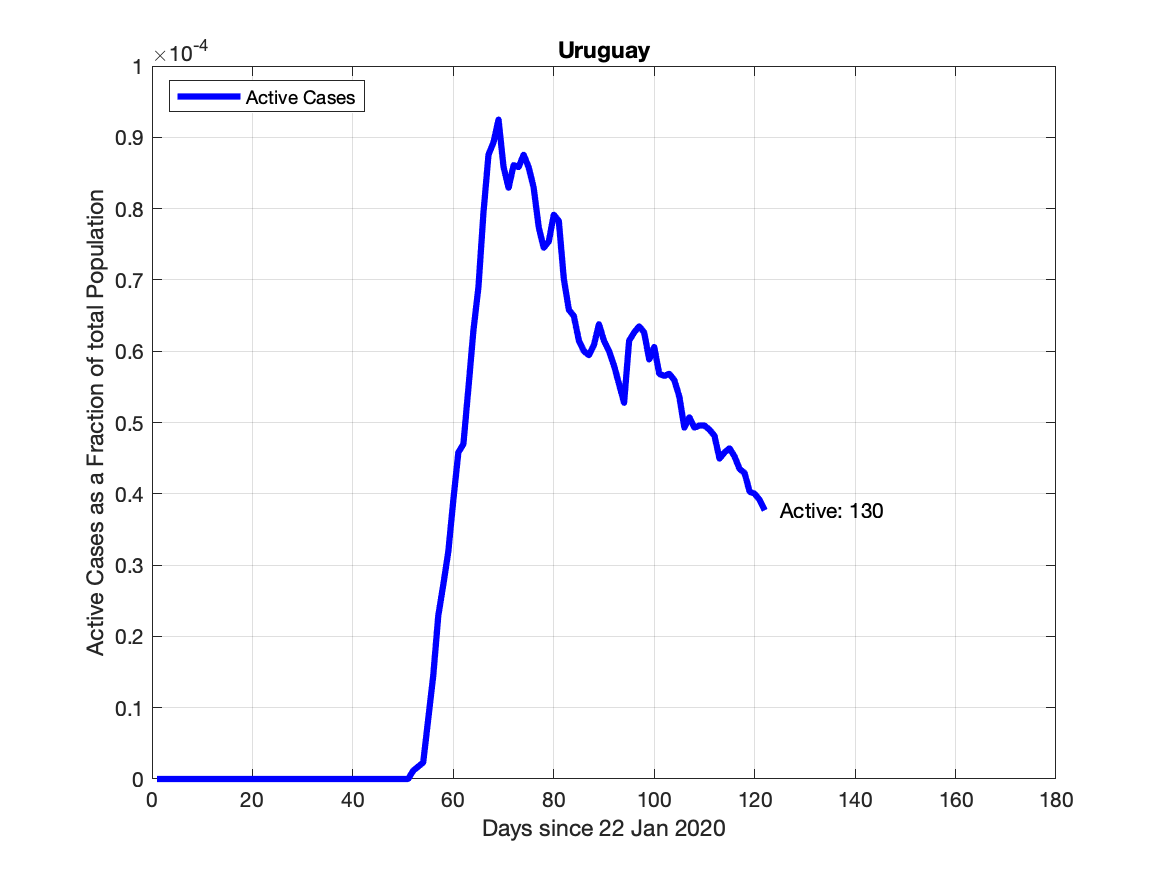 Uruguay
×10-4
Active Cases
1
0.9
0.8
0.7
0.6
0.5
0.4
0.3
0.2
0.1
0
Active Cases as a Fraction of total Population
Active: 130
0 20 40 60 80 100 120 140 160 180
Days since 22 Jan 2020